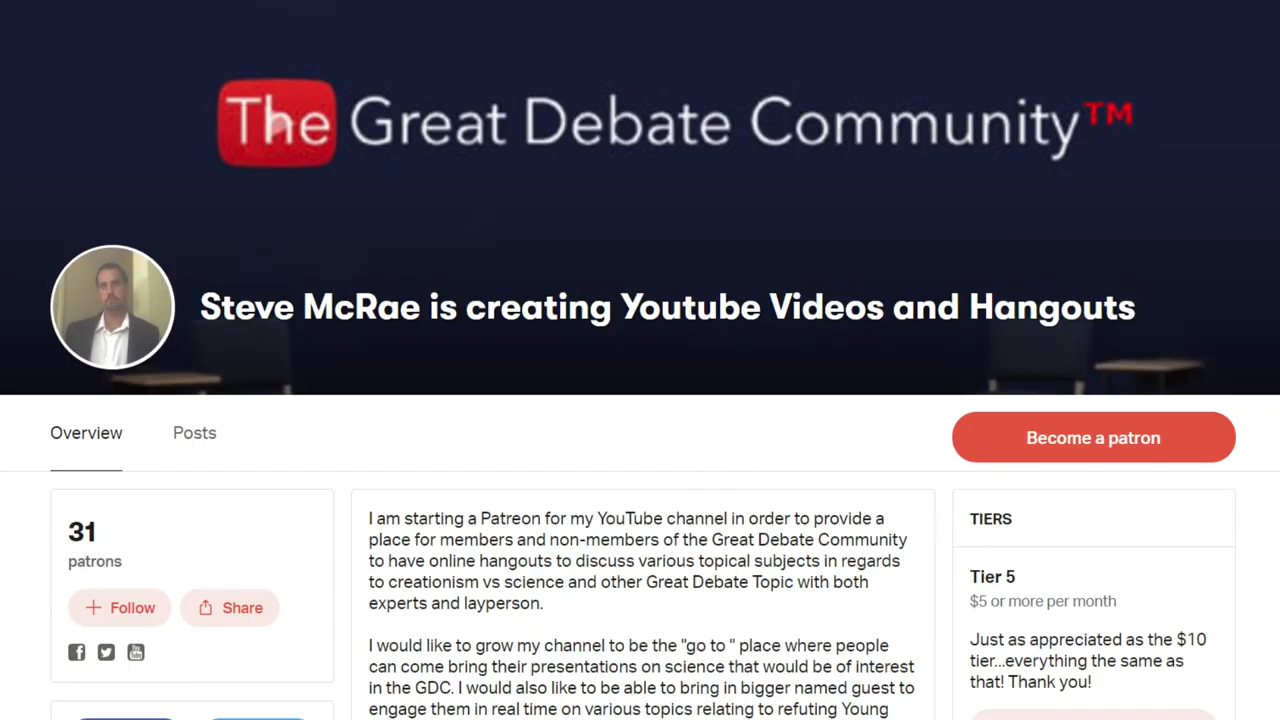 The Great Debate Community™
Steve McRae is creating Youtube Videos and Hangouts
Overview
Posts
Become a patron
31
patrons
Follow
Share
I am starting a Patreon for my YouTube channel in order to provide a
place for members and non-members of the Great Debate Community
to have online hangouts to discuss various topical subjects in regards
to creationism vs science and other Great Debate Topic with both
experts and layperson.
I would like to grow my channel to be the "go to " place where people
can come bring their presentations on science that would be of interest
in the GDC. I would also like to be able to bring in bigger named guest to
engage them in real time on various topics relating to refuting Young
TIERS
Tier 5
$5 or more per month
Just as appreciated as the $10
tier...everything the same as
that! Thank you!